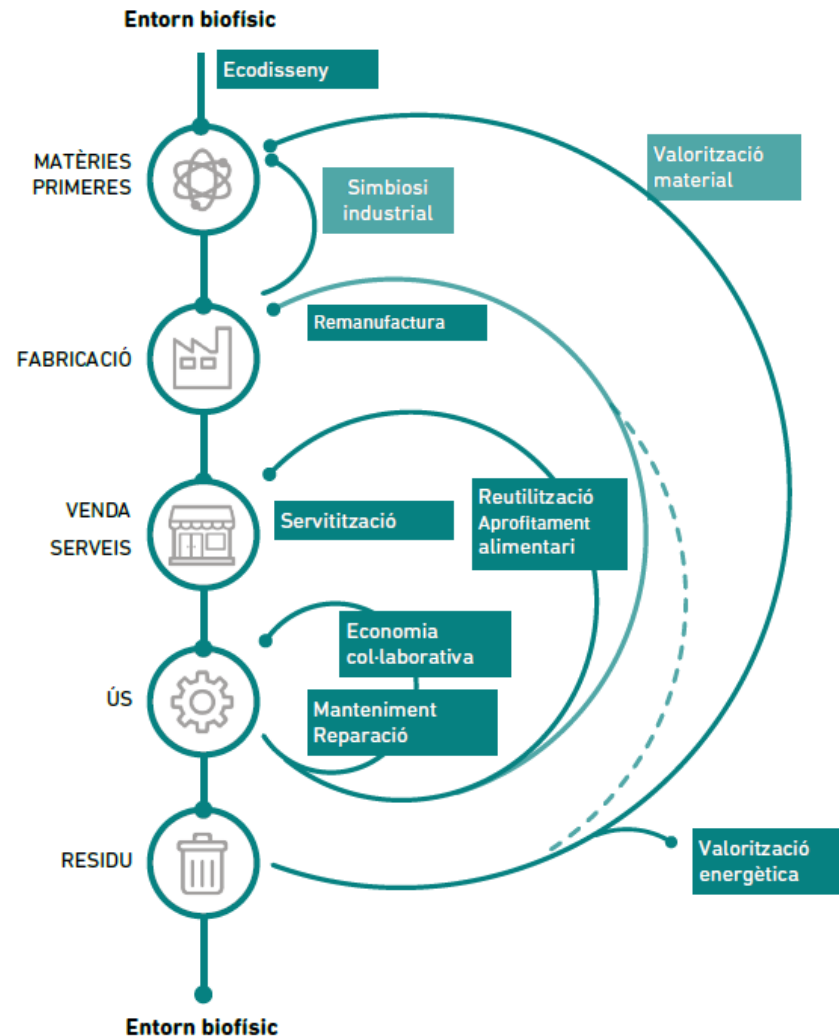 Entorn biofísic
Ecodisseny
MATÈRIES
PRIMERES
Valorització
material
Simbiosi
industrial
Remanufactura
FABRICACIÓ
VENDA
SERVEIS
Servitització
Reutilització
Aprofitament
alimentari
Economia
col·laborativa
ÚS
Manteniment
Reparació
RESIDU
Valorització
energètica
Entorn biofísic